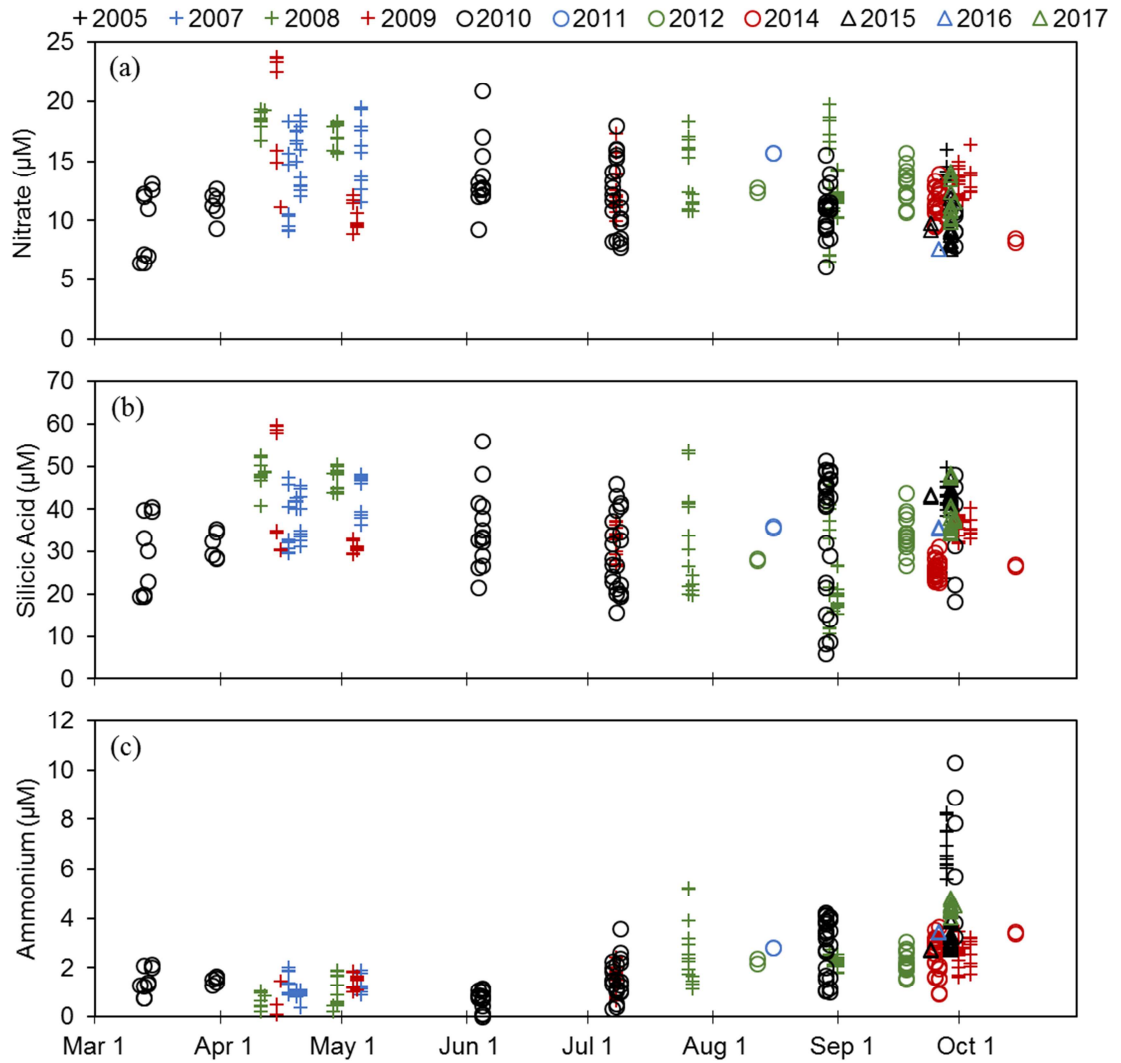 2005 2007 2008 2009 2010 2011 2012 2014 2015 2016 2017
(a)
Nitrate (µM)
25
20
15
10
5
0
(b)
Silicic Acid (µM)
70
60
50
40
30
20
10
0
(c)
Ammonium (µM)
12
10
8
6
4
2
0
Mar 1 Apr 1 May 1 Jun 1 Jul 1 Aug 1 Sep 1 Oct 1